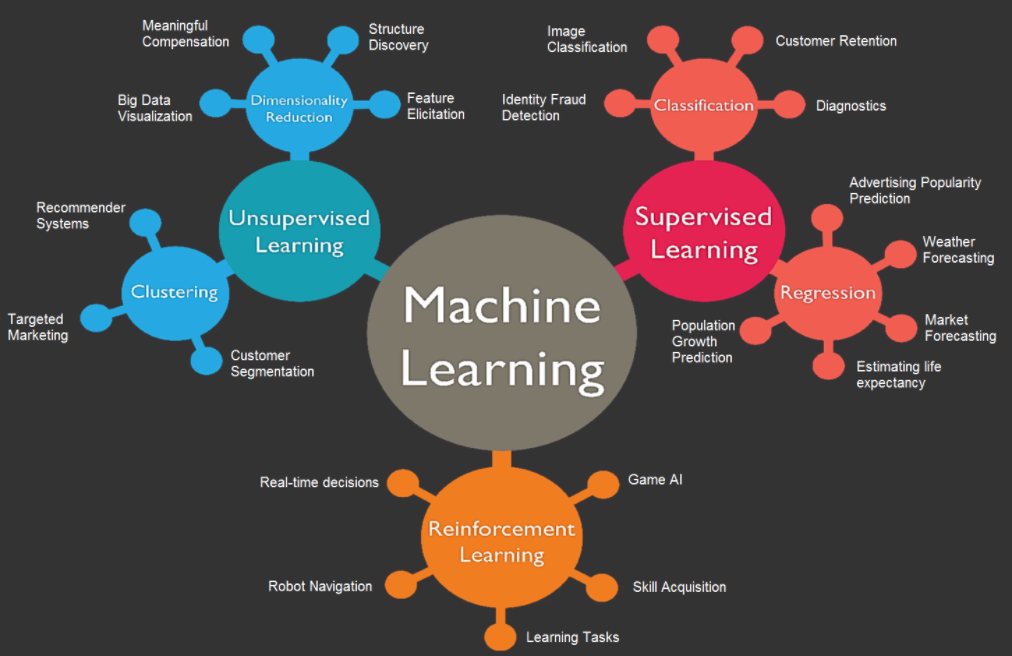 Meaningful
Compensation
Structure
Discovery
Big Data
Visualization
Dimensionality
Reduction
Feature
Elicitation
Image
Classification
Customer Retention
Identity Fraud
Detection
Classification
Diagnostics
Recommender
Systems
Unsupervised
Learning
Clustering
Targeted
Marketing
Customer
Segmentation
Machine
Learning
Supervised
Learning
Advertising Popularity
Prediction
Weather
Forecasting
Regression
Population
Growth
Prediction
Market
Forecasting
Estimating life
expectancy
Real-time decisions
Game AI
Reinforcement
Learning
Robot Navigation
Skill Acquisition
Learning Tasks